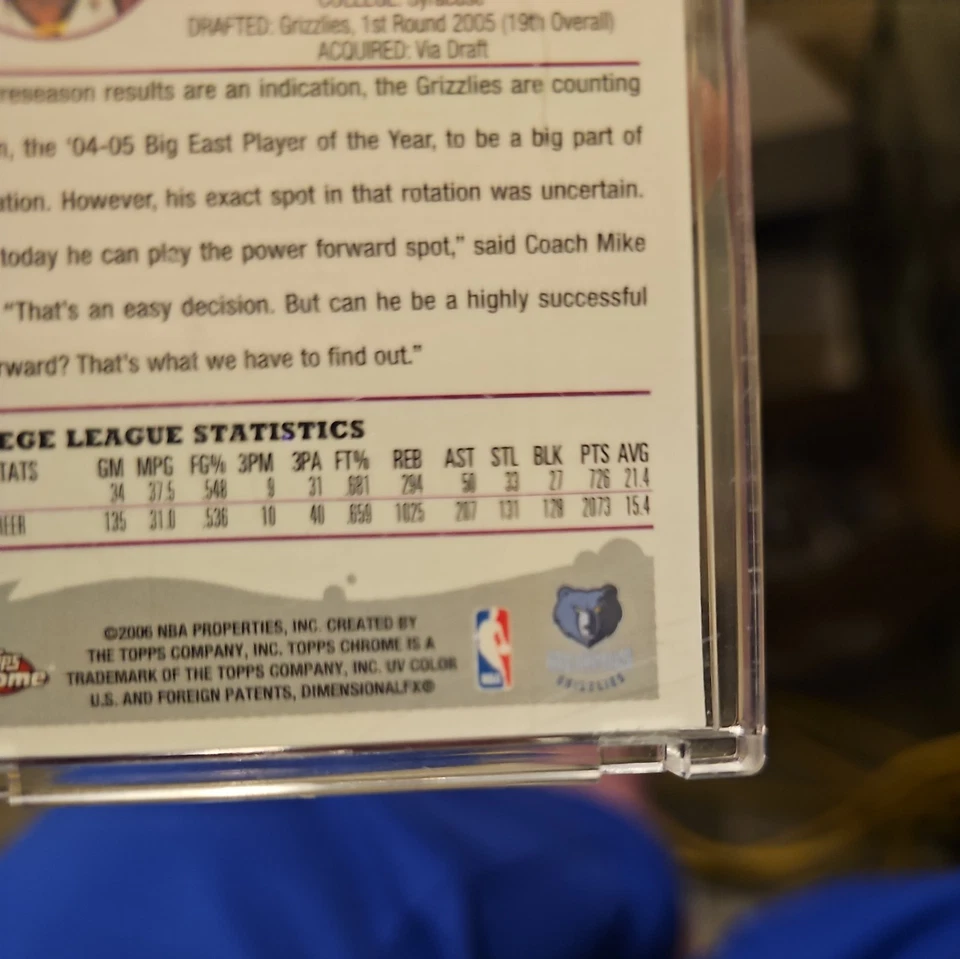 COLLEGE: Syracuse
DRAFTED: Grizzlies, 1st Round 2005 (19th Overall)
ACQUIRED: Via Draft
reseason results are an indication, the Grizzlies are counting
n, the '04-05 Big East Player of the Year, to be a big part of
ation. However, his exact spot in that rotation was uncertain.
today he can play the power forward spot,” said Coach Mike
“That's an easy decision. But can he be a highly successful
rward? That's what we have to find out.”
EGE LEAGUE STATISTICS
TATS GM MPG FG% 3PM 3PA FT% REB AST STL BLK PTS AVG
34 37.5 .548 9 31 .681 294 50 33 27 726 21.4
REER 135 31.0 .536 10 40 .659 1025 207 131 128 2073 15.4
©2006 NBA PROPERTIES, INC. CREATED BY
THE TOPPS COMPANY, INC. TOPPS CHROME IS A
TRADEMARK OF THE TOPPS COMPANY, INC. UV COLOR
U.S. AND FOREIGN PATENTS, DIMENSIONALFX®
PPS
ome
NBA
GRIZZLIES